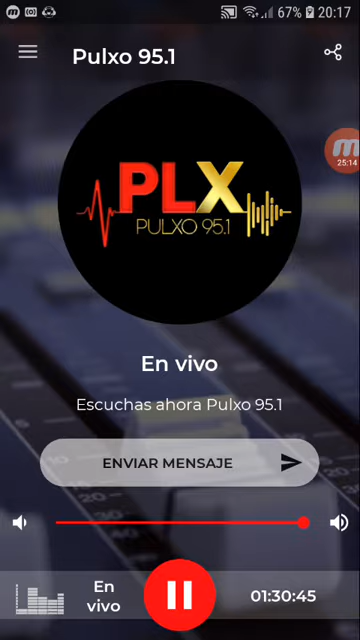 67% 20:17
Pulxo 95.1
25:14
PLX
PULXO 95.1
En vivo
Escuchas ahora Pulxo 95.1
ENVIAR MENSAJE
En
vivo
01:30:45